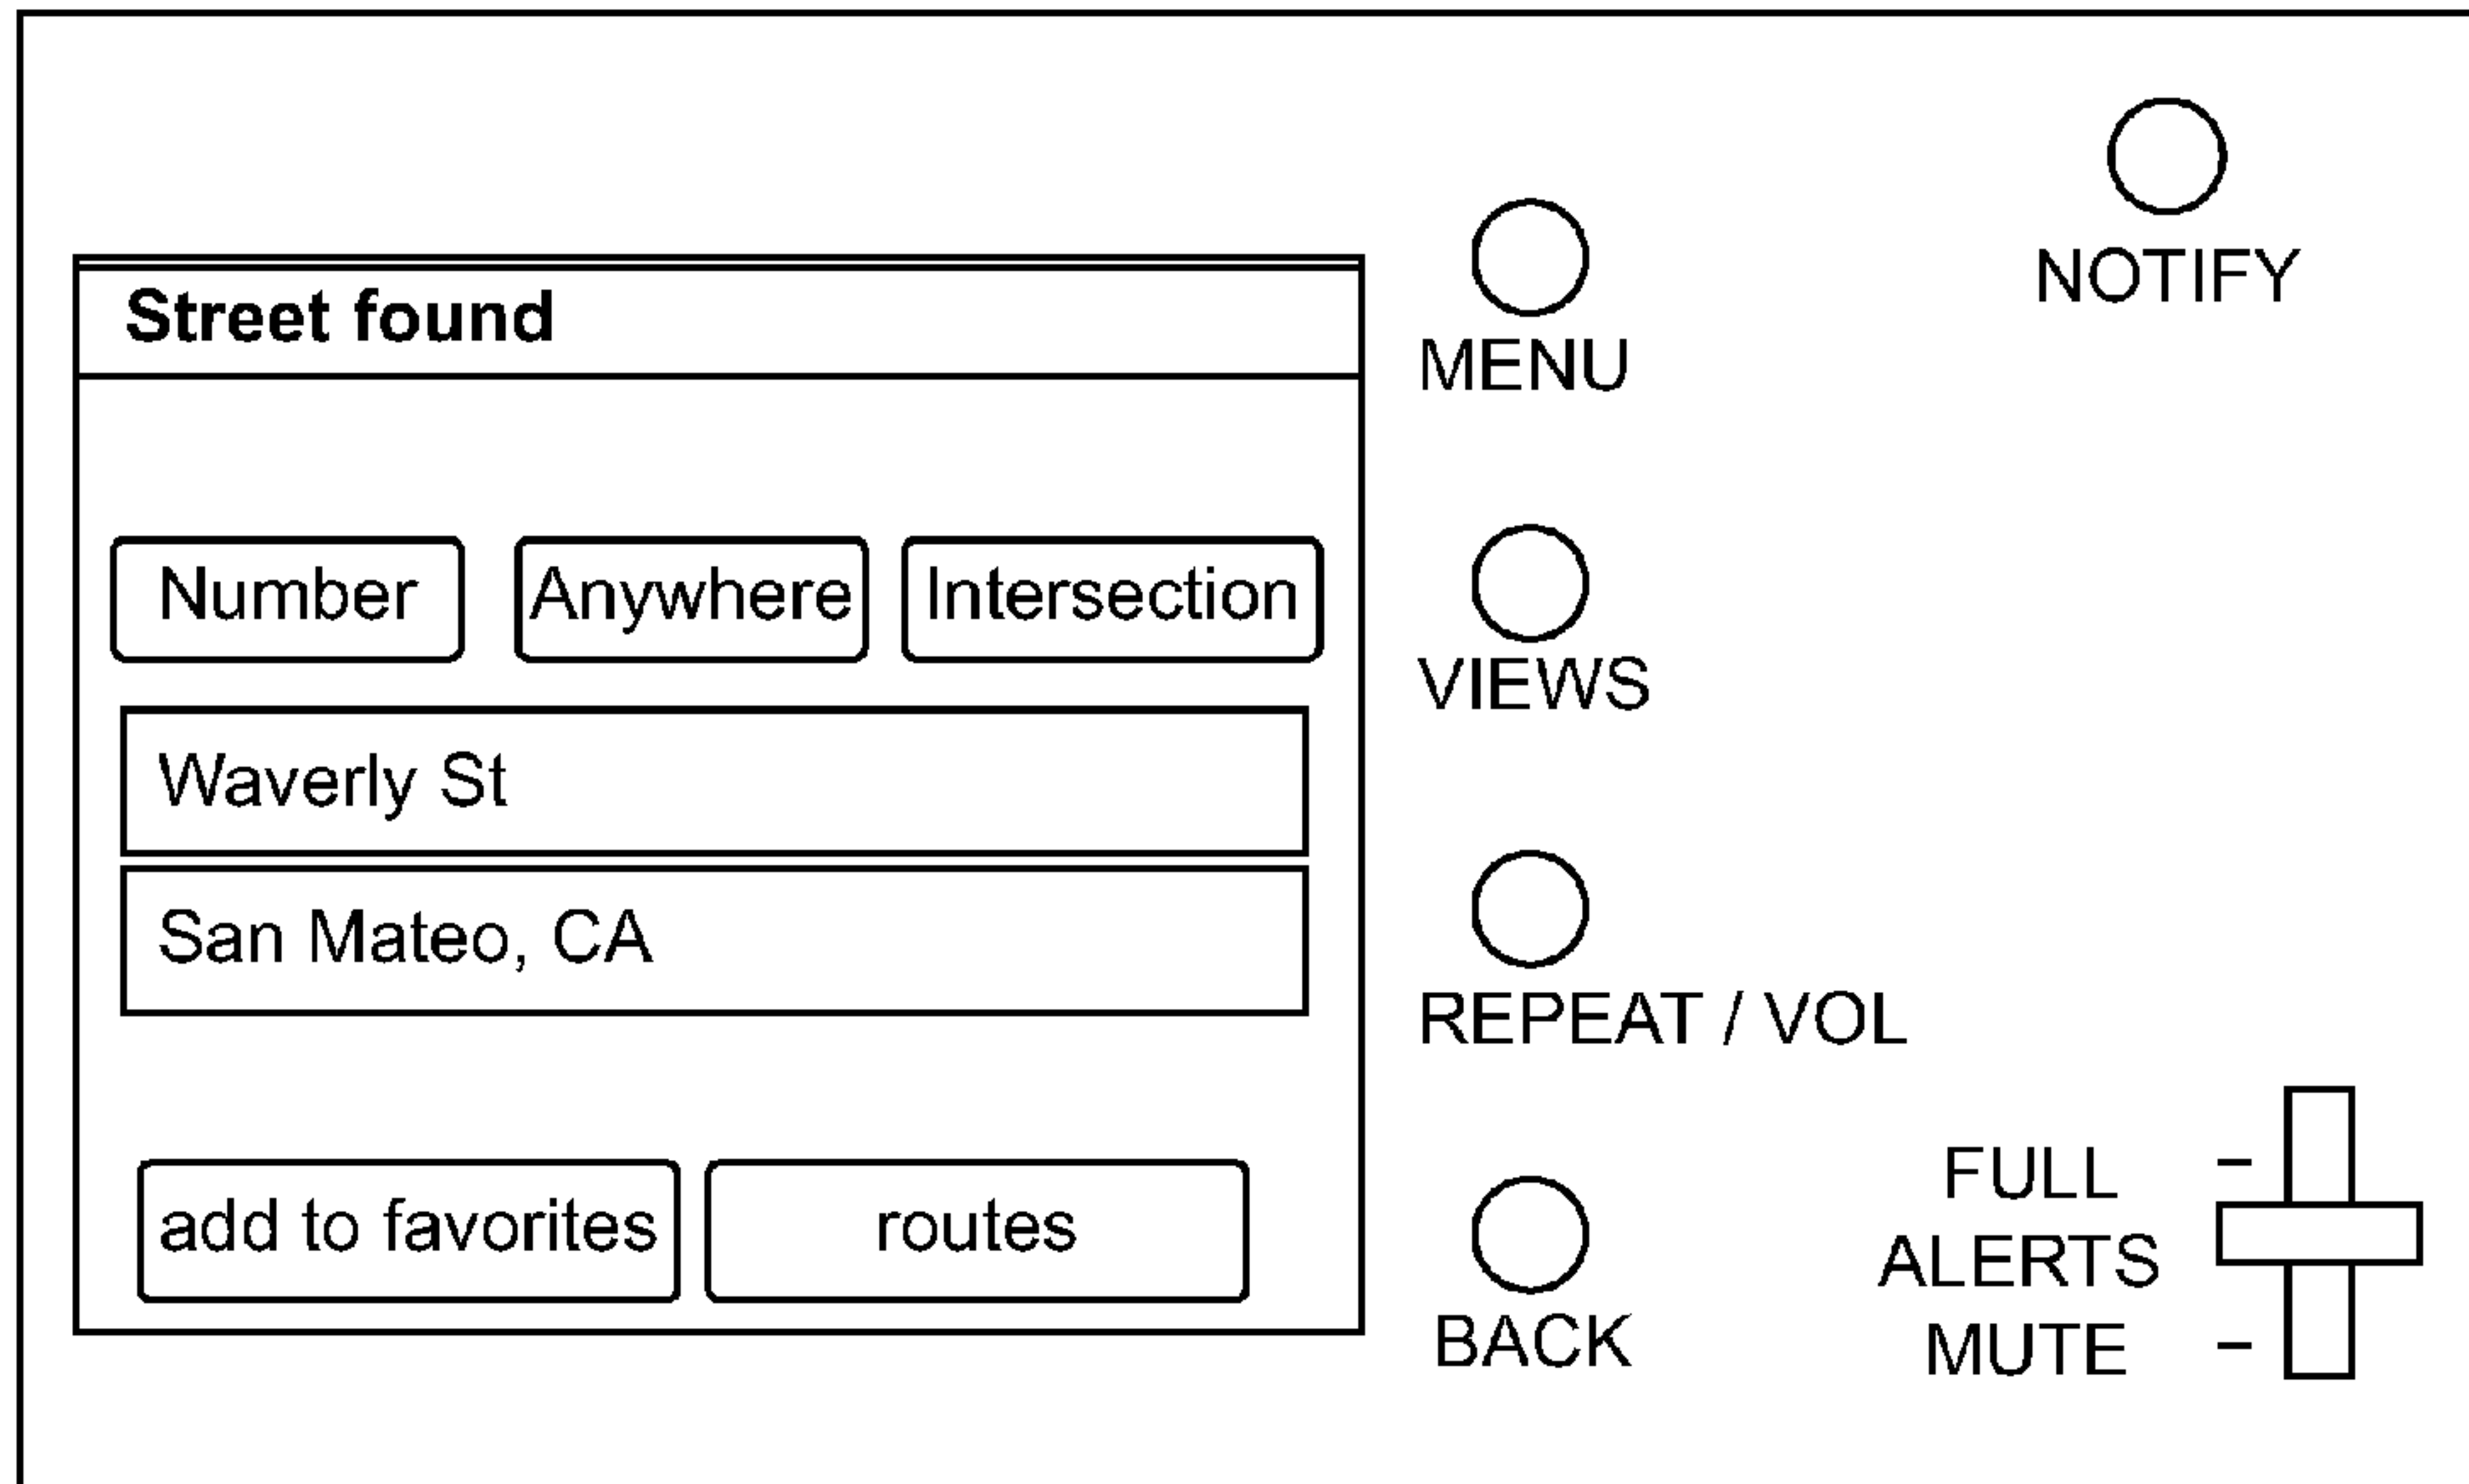 Street found
Number Anywhere Intersection
Waverly St
San Mateo, CA
add to favorites routes
MENU
VIEWS
REPEAT / VOL
BACK
NOTIFY
FULL -
ALERTS
MUTE -